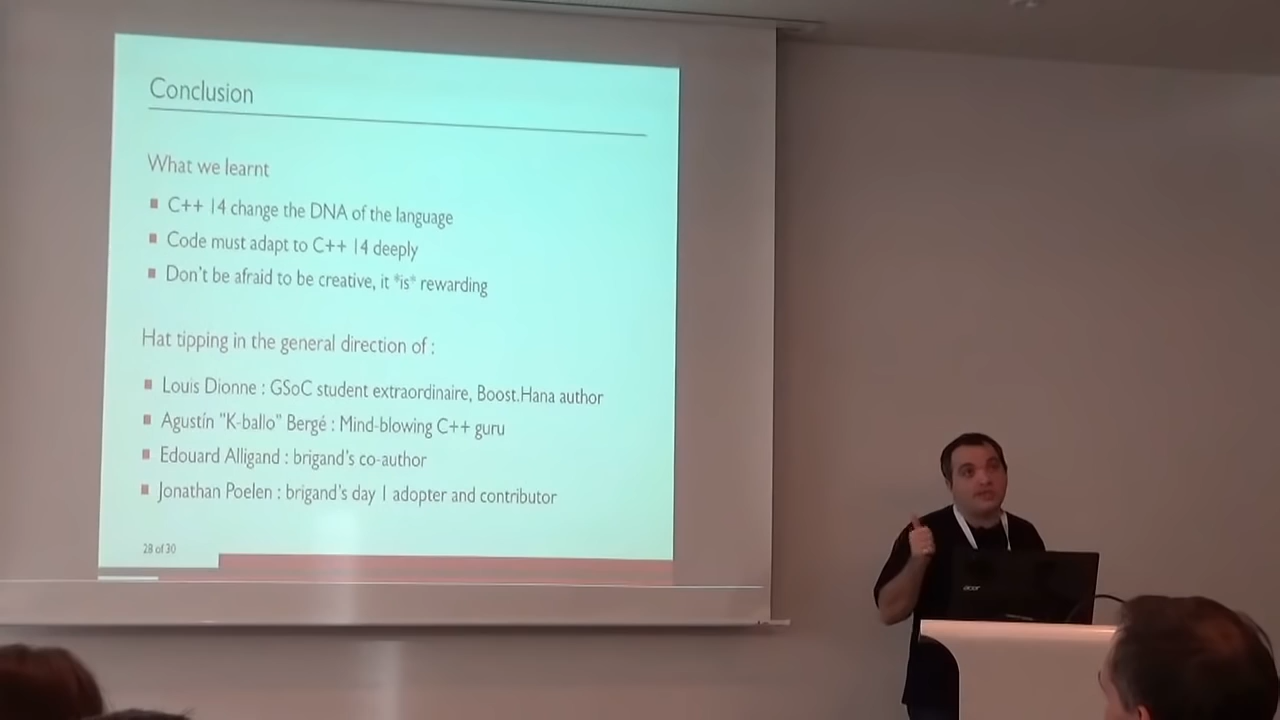 Conclusion
What we learnt
C++ 14 change the DNA of the language
Code must adapt to C++ 14 deeply
Don't be afraid to be creative, it *is* rewarding
Hat tipping in the general direction of :
Louis Dionne : GSoC student extraordinaire, Boost.Hana author
Agustín "K-ballo" Bergé : Mind-blowing C++ guru
Edouard Alligand : brigand's co-author
Jonathan Poelen : brigand's day 1 adopter and contributor
28 of 30
acer